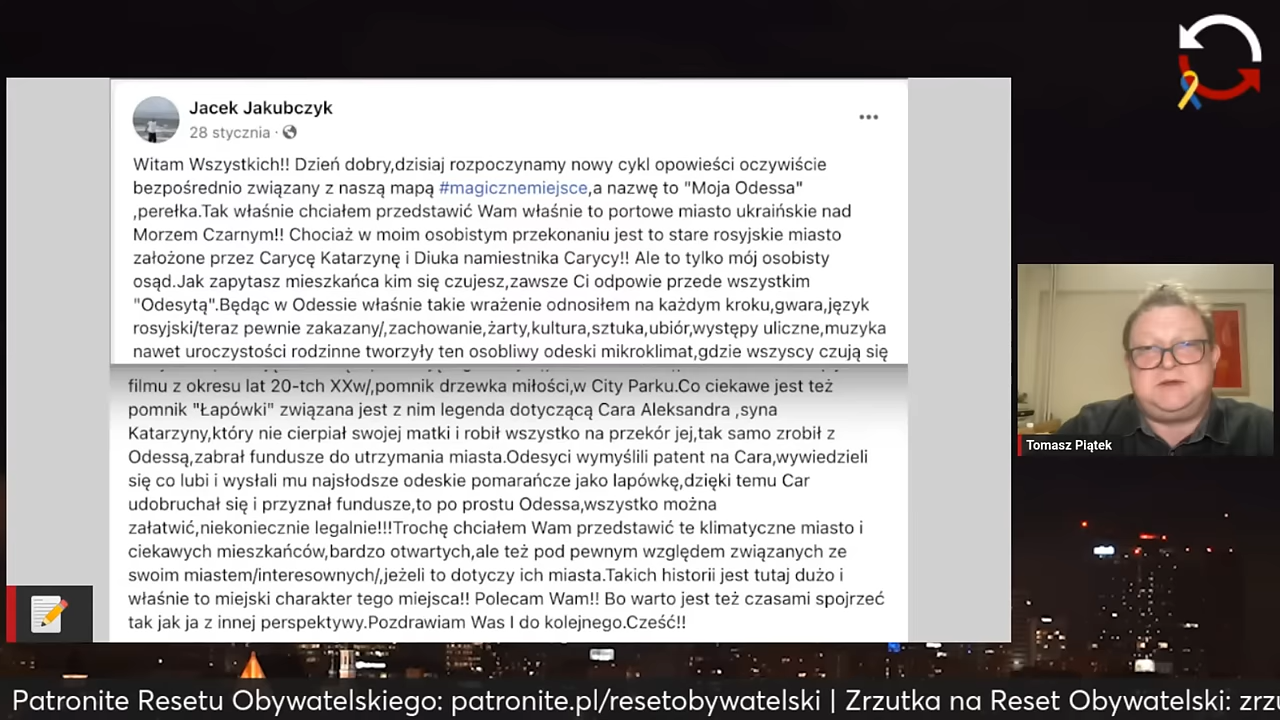 Jacek Jakubczyk
28 stycznia ·
Witam Wszystkich!! Dzień dobry,dzisiaj rozpoczynamy nowy cykl opowieści oczywiście
bezpośrednio związany z naszą mapą #magicznemiejsce,a nazwę to "Moja Odessa"
,perełka.Tak właśnie chciałem przedstawić Wam właśnie to portowe miasto ukraińskie nad
Morzem Czarnym!! Chociaż w moim osobistym przekonaniu jest to stare rosyjskie miasto
założone przez Carycę Katarzynę i Diuka namiestnika Carycy!! Ale to tylko mój osobisty
osąd.Jak zapytasz mieszkańca kim się czujesz,zawsze Ci odpowie przede wszystkim
"Odesytą".Będąc w Odessie właśnie takie wrażenie odnosiłem na każdym kroku,gwara,język
rosyjski/teraz pewnie zakazany/,zachowanie,żarty,kultura,sztuka,ubiór,występy uliczne,muzyka
nawet uroczystości rodzinne tworzyły ten osobliwy odeski mikroklimat,gdzie wszyscy czują się
filmu z okresu lat 20-tch XXw/,pomnik drzewka miłości,w City Parku.Co ciekawe jest też
pomnik "Łapówki" związana jest z nim legenda dotyczącą Cara Aleksandra ,syna
Katarzyny,który nie cierpiał swojej matki i robił wszystko na przekór jej,tak samo zrobił z
Odessą,zabrał fundusze do utrzymania miasta.Odesyci wymyślili patent na Cara,wywiedzieli
się co lubi i wysłali mu najsłodsze odeskie pomarańcze jako lapówkę,dzięki temu Car
udobruchał się i przyznał fundusze,to po prostu Odessa,wszystko można
załatwić,niekoniecznie legalnie!!!Trochę chciałem Wam przedstawić te klimatyczne miasto i
ciekawych mieszkańców,bardzo otwartych,ale też pod pewnym względem związanych ze
swoim miastem/interesownych/,jeżeli to dotyczy ich miasta.Takich historii jest tutaj dużo i
właśnie to miejski charakter tego miejsca!! Polecam Wam!! Bo warto jest też czasami spojrzeć
tak jak ja z innej perspektywy.Pozdrawiam Was I do kolejnego.Cześć!!
Tomasz Piątek
Patronite Resetu Obywatelskiego: patronite.pl/resetobywatelski | Zrzutka na Reset Obywatelski: zrzu